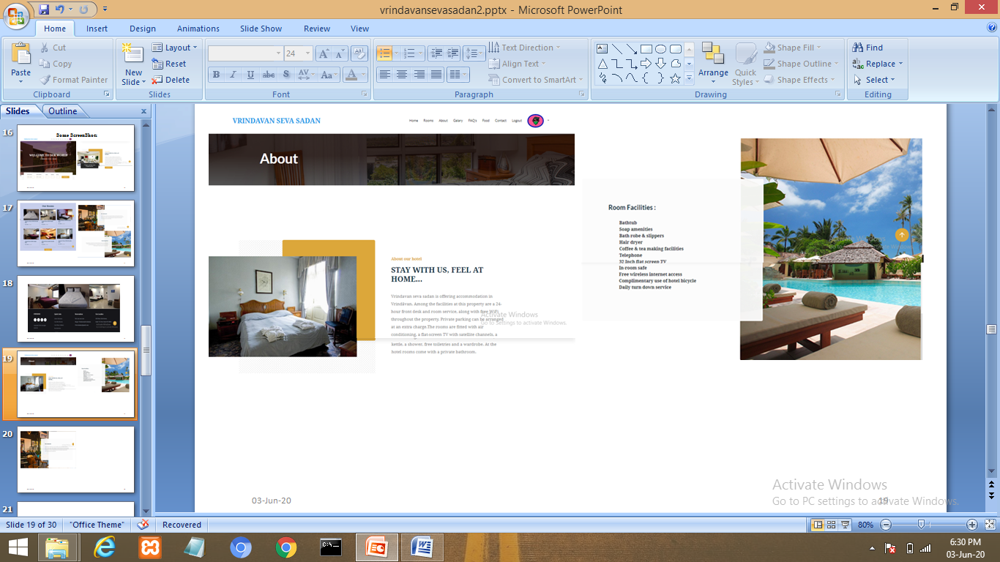 vrindavansevasadan2.pptx - Microsoft PowerPoint
Home Insert Design Animations Slide Show Review View
Paste
Cut
Copy
Format Painter
Clipboard
New Slide
Layout
Reset
Delete
Slides
24
B I U abc S AV Aa A
Font
Text Direction
Align Text
Convert to SmartArt
Paragraph
Arrange
Quick Styles
Shape Fill
Shape Outline
Shape Effects
Drawing
Find
Replace
Select
Editing
Slides Outline x
16
Some ScreenShot:
WELCOME TO OUR WORLD
17
Our Rooms
18
19
About
20
21
VRINDAVAN SEVA SADAN
Home Rooms About Galary FAQ's Food Contact Logout
About
About our hotel
STAY WITH US, FEEL AT
HOME...
Vrindavan seva sadan is offering accommodation in
Vrindāvan. Among the facilities at this property are a 24-
hour front desk and room service, along with free WiFi
throughout the property. Private parking can be arranged
at an extra charge.The rooms are fitted with air
conditioning, a flat-screen TV with satellite channels, a
kettle, a shower, free toiletries and a wardrobe. At the
hotel rooms come with a private bathroom.
Activate Windows
Go to Settings to activate Windows.
Room Facilities :
Bathtub
Soap amenities
Bath robe & slippers
Hair dryer
Coffee & tea making facilities
Telephone
32 Inch flat screen TV
In-room safe
Free wireless internet access
Complimentary use of hotel bicycle
Daily turn down service
03-Jun-20
19
Activate Windows
Go to PC settings to activate Windows.
Slide 19 of 30 "Office Theme" Recovered 80%
6:30 PM
03-Jun-20